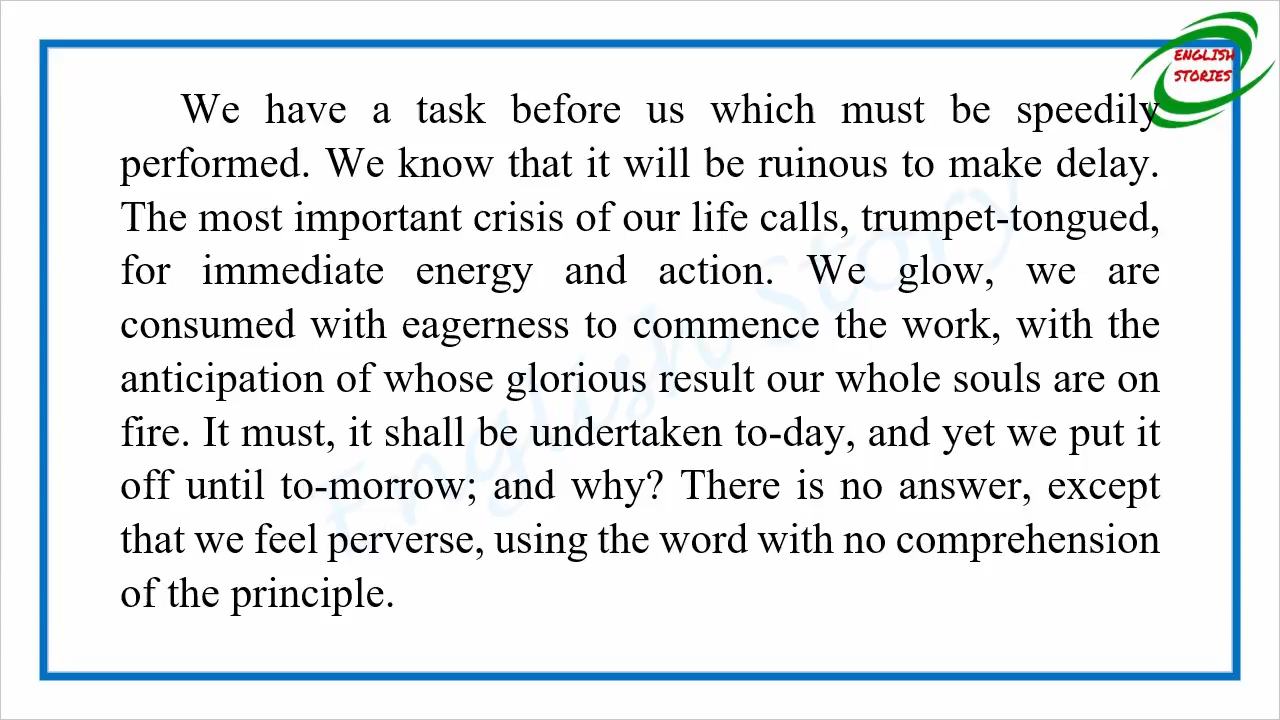 ENGLISH
STORIES
We have a task before us which must be speedily
performed. We know that it will be ruinous to make delay.
The most important crisis of our life calls, trumpet-tongued,
for immediate energy and action. We glow, we are
consumed with eagerness to commence the work, with the
anticipation of whose glorious result our whole souls are on
fire. It must, it shall be undertaken to-day, and yet we put it
off until to-morrow; and why? There is no answer, except
that we feel perverse, using the word with no comprehension
of the principle.
English Story